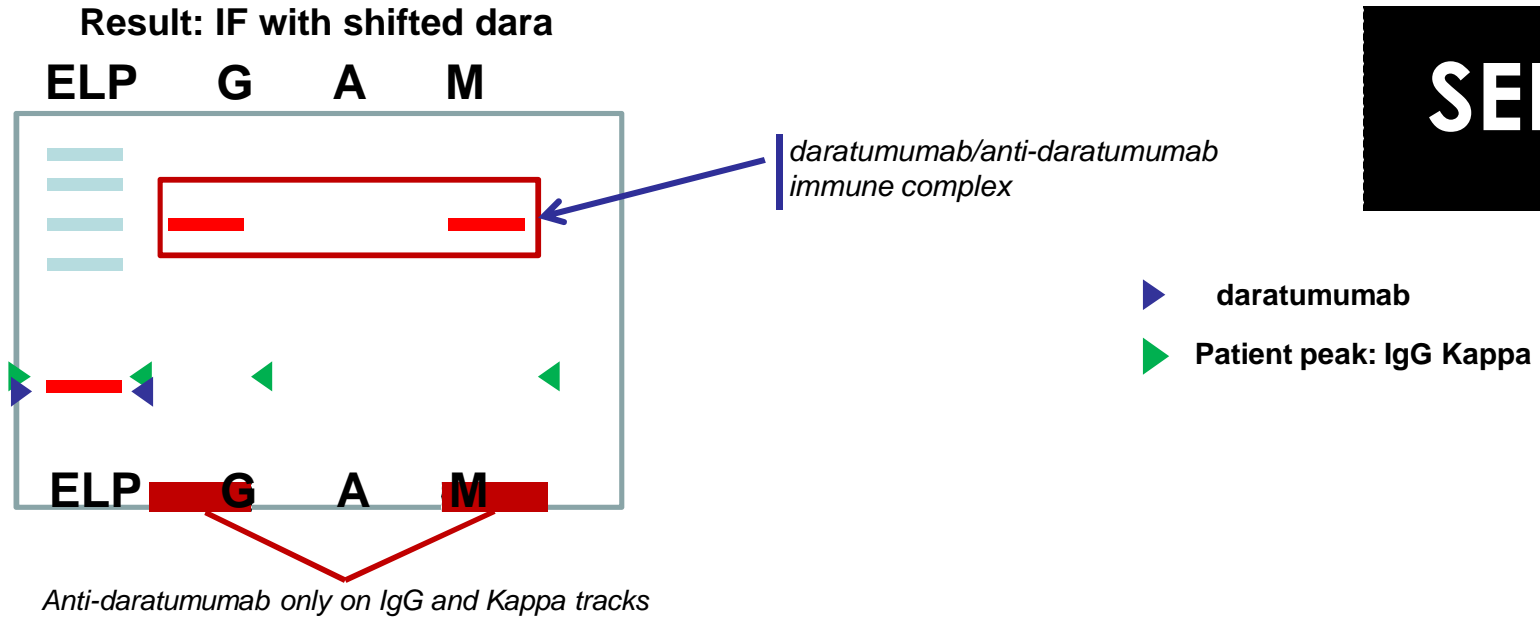 Result: IF with shifted dara
ELP G A M
daratumumab/anti-daratumumab
immune complex
daratumumab
Patient peak: IgG Kappa
ELP G A M
Anti-daratumumab only on IgG and Kappa tracks